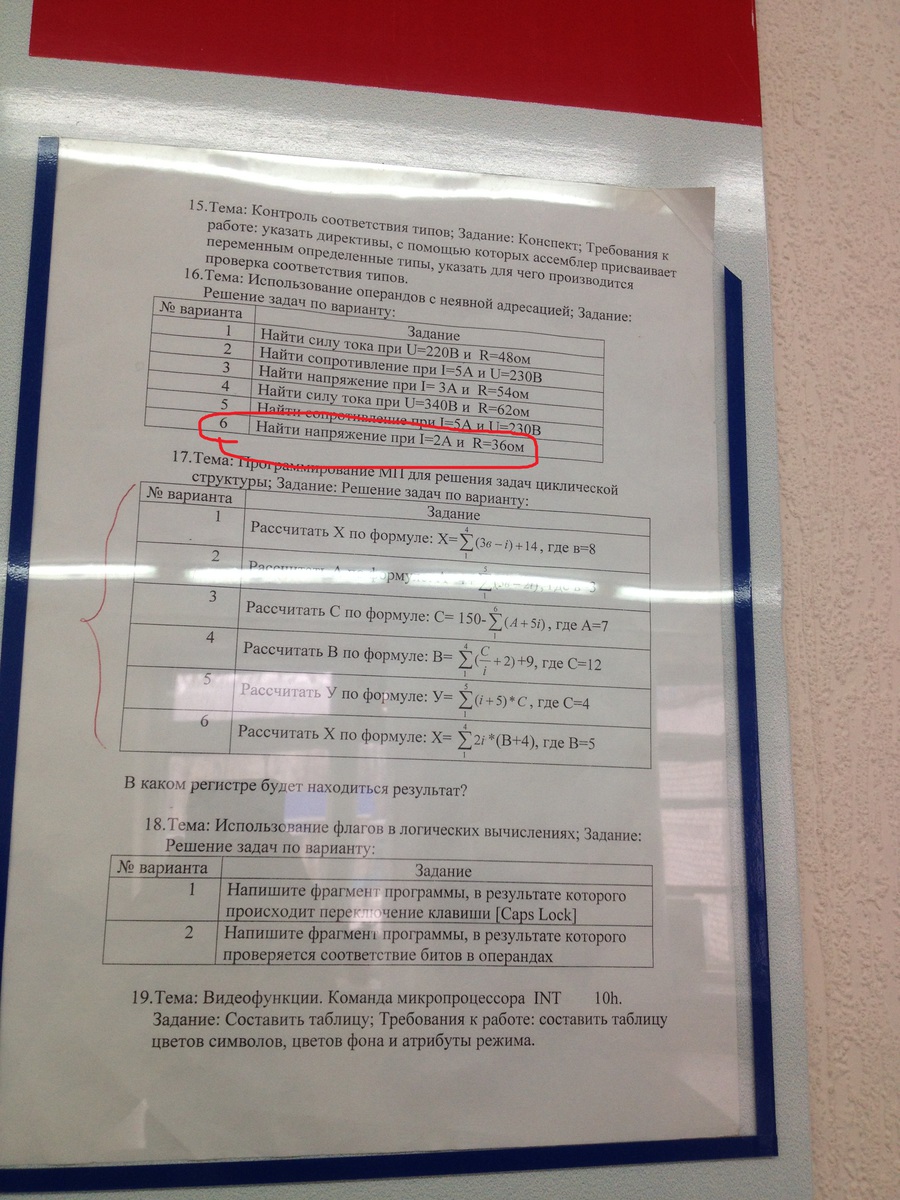 15.Тема: Контроль соответствия типов; Задание: Конспект; Требования к
работе: указать директивы, с помощью которых ассемблер присваивает
переменным определенные типы, указать для чего производится
проверка соответствия типов.
16.Тема: Использование операндов с неявной адресацией; Задание:
Решение задач по варианту:
№ варианта Задание
1 Найти силу тока при U=220В и R=48ом
2 Найти сопротивление при I=5А и U=230В
3 Найти напряжение при I= 3А и R=54ом
4 Найти силу тока при U=340В и R=62ом
5 Найти сопротивление при I=5А и U=230В
6 Найти напряжение при I=2А и R=36ом
17.Тема: Программирование МП для решения задач циклической
структуры; Задание: Решение задач по варианту:
№ варианта Задание
1 Рассчитать Х по формуле: X=∑₁⁴(3в−i)+14, где в=8
2 Рассчитать А по формуле
3 Рассчитать С по формуле: С= 150-∑₁⁶(A+5i), где А=7
4 Рассчитать В по формуле: В= ∑₁⁴(C/i+2)+9, где С=12
5 Рассчитать У по формуле: У= ∑₁⁵(i+5)*C, где С=4
6 Рассчитать Х по формуле: Х= ∑₁⁴2i*(В+4), где В=5
В каком регистре будет находиться результат?
18.Тема: Использование флагов в логических вычислениях; Задание:
Решение задач по варианту:
№ варианта Задание
1 Напишите фрагмент программы, в результате которого
происходит переключение клавиши [Caps Lock]
2 Напишите фрагмент программы, в результате которого
проверяется соответствие битов в операндах
19.Тема: Видеофункции. Команда микропроцессора INT 10h.
Задание: Составить таблицу; Требования к работе: составить таблицу
цветов символов, цветов фона и атрибуты режима.